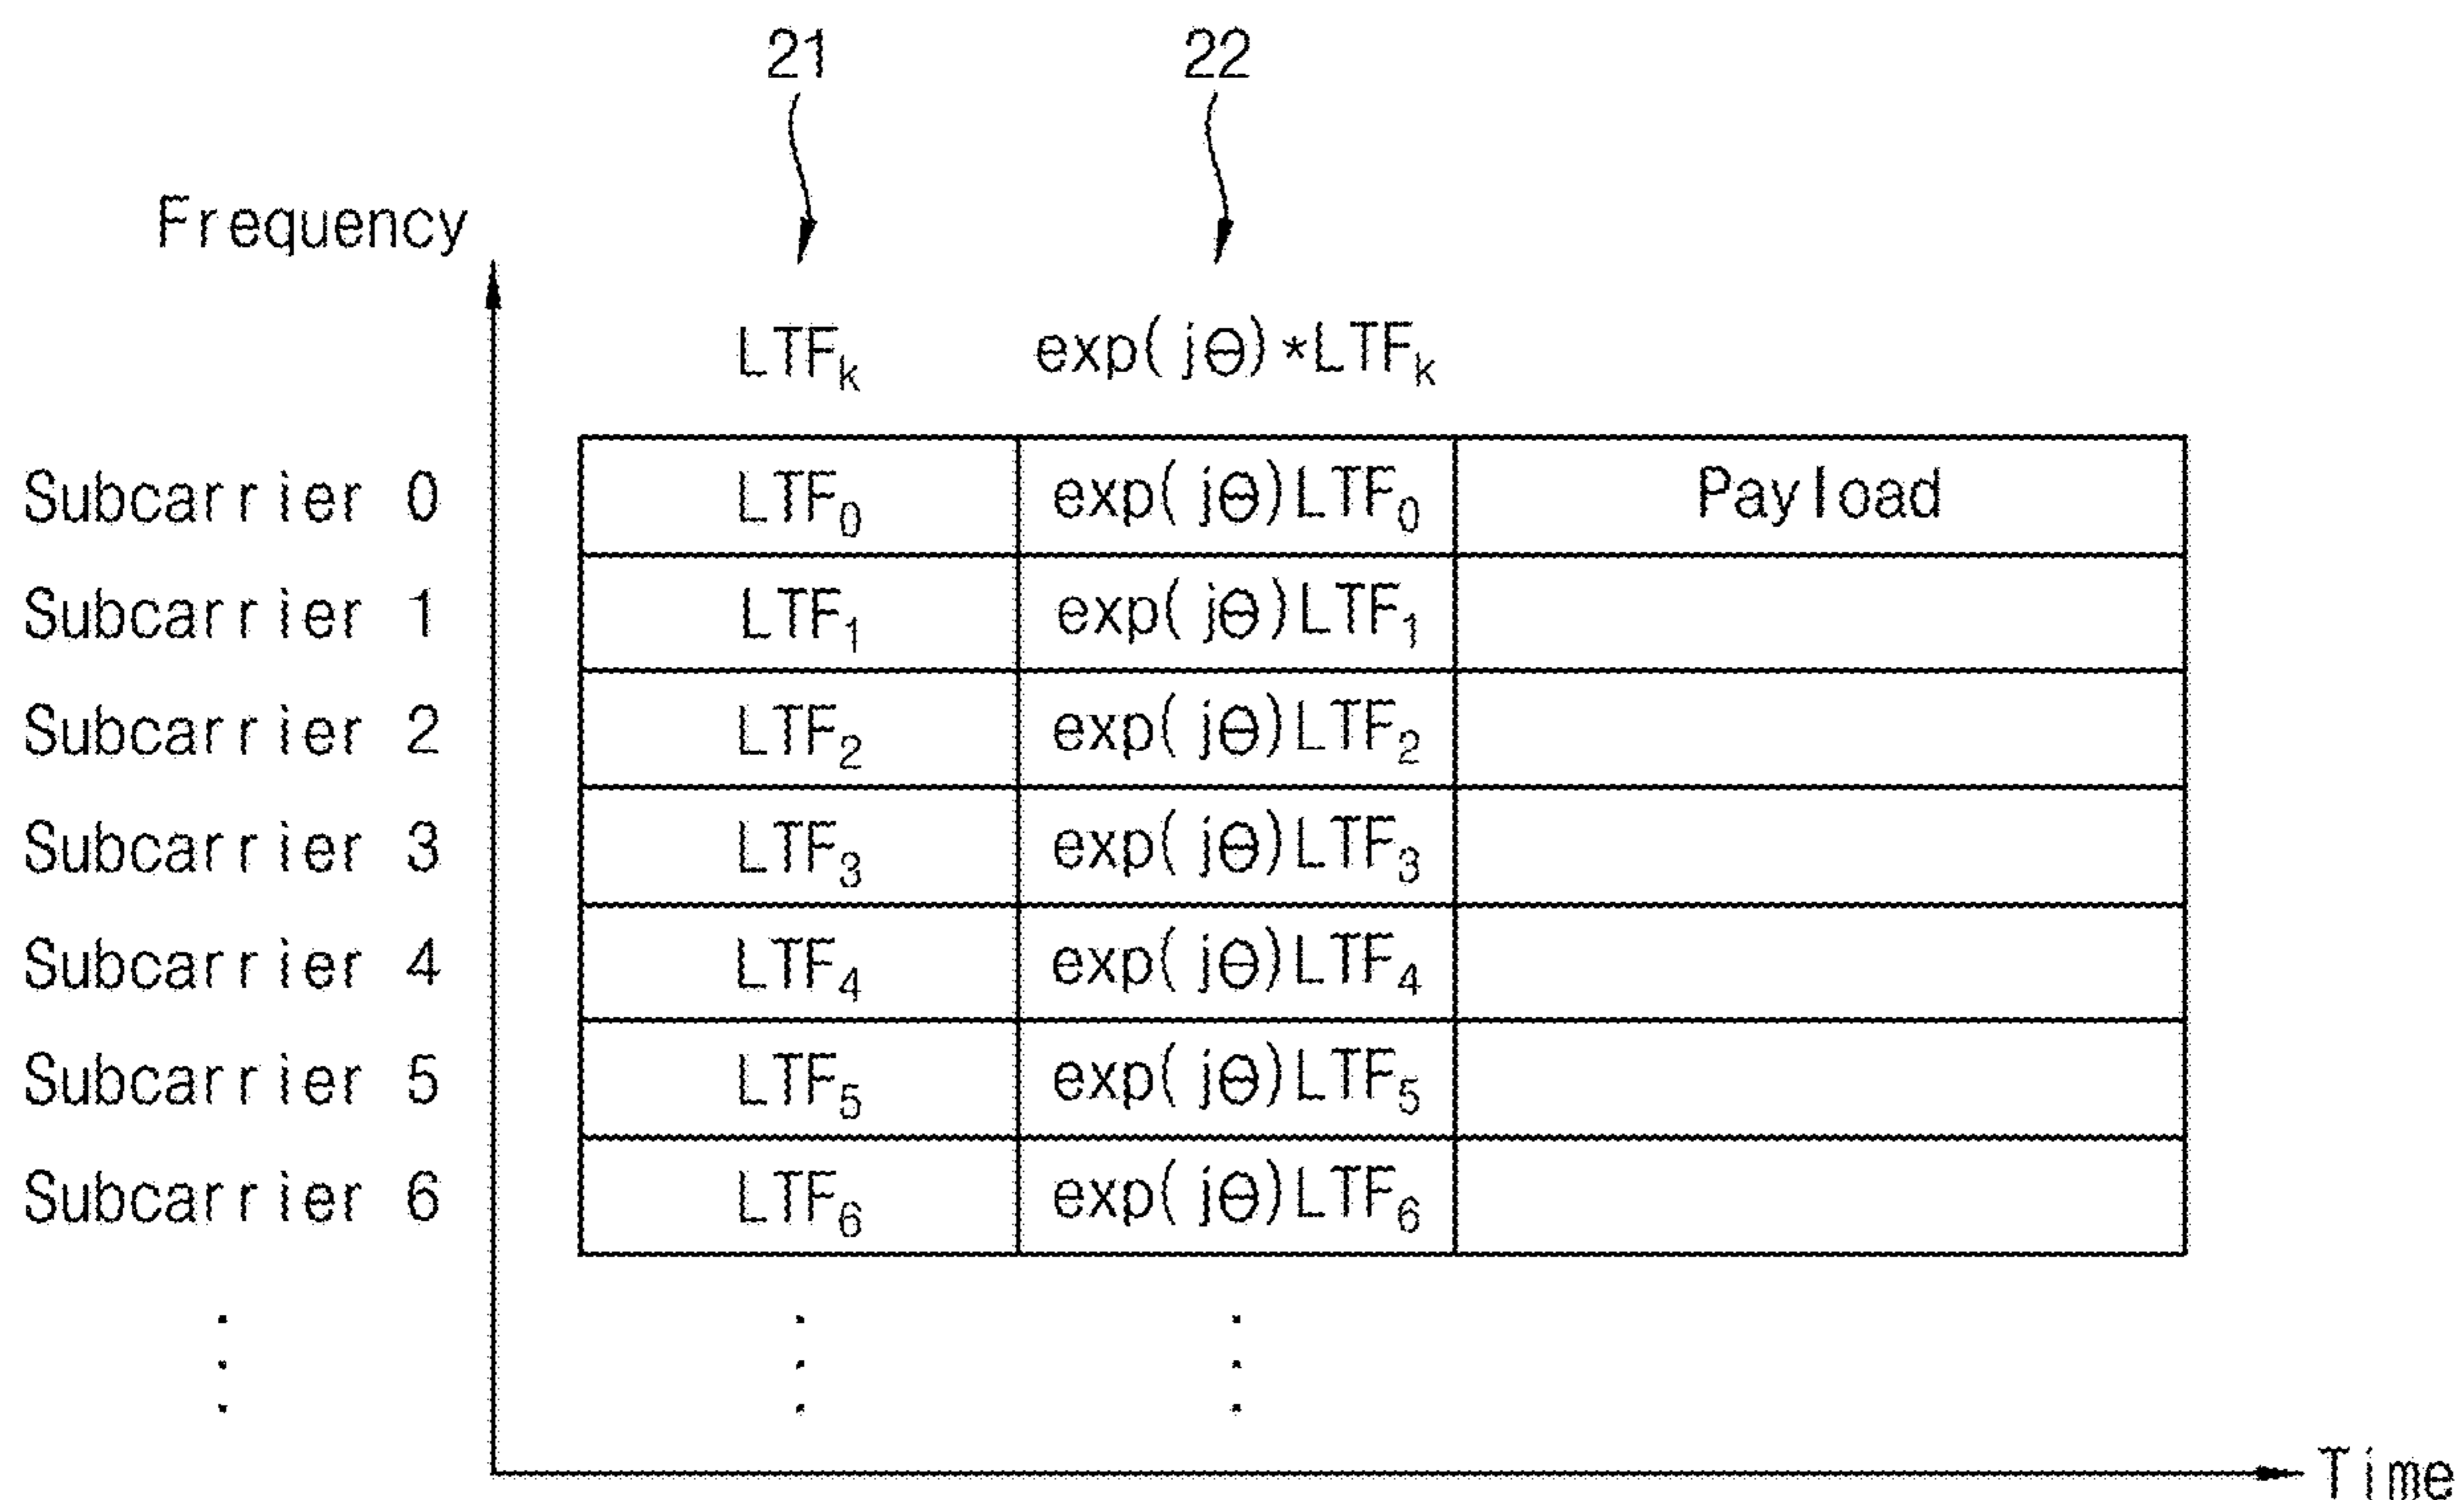 21 22
Frequency
LTFₖ exp(jθ)*LTFₖ
Subcarrier 0 LTF₀ exp(jθ)LTF₀ Payload
Subcarrier 1 LTF₁ exp(jθ)LTF₁
Subcarrier 2 LTF₂ exp(jθ)LTF₂
Subcarrier 3 LTF₃ exp(jθ)LTF₃
Subcarrier 4 LTF₄ exp(jθ)LTF₄
Subcarrier 5 LTF₅ exp(jθ)LTF₅
Subcarrier 6 LTF₆ exp(jθ)LTF₆
Time